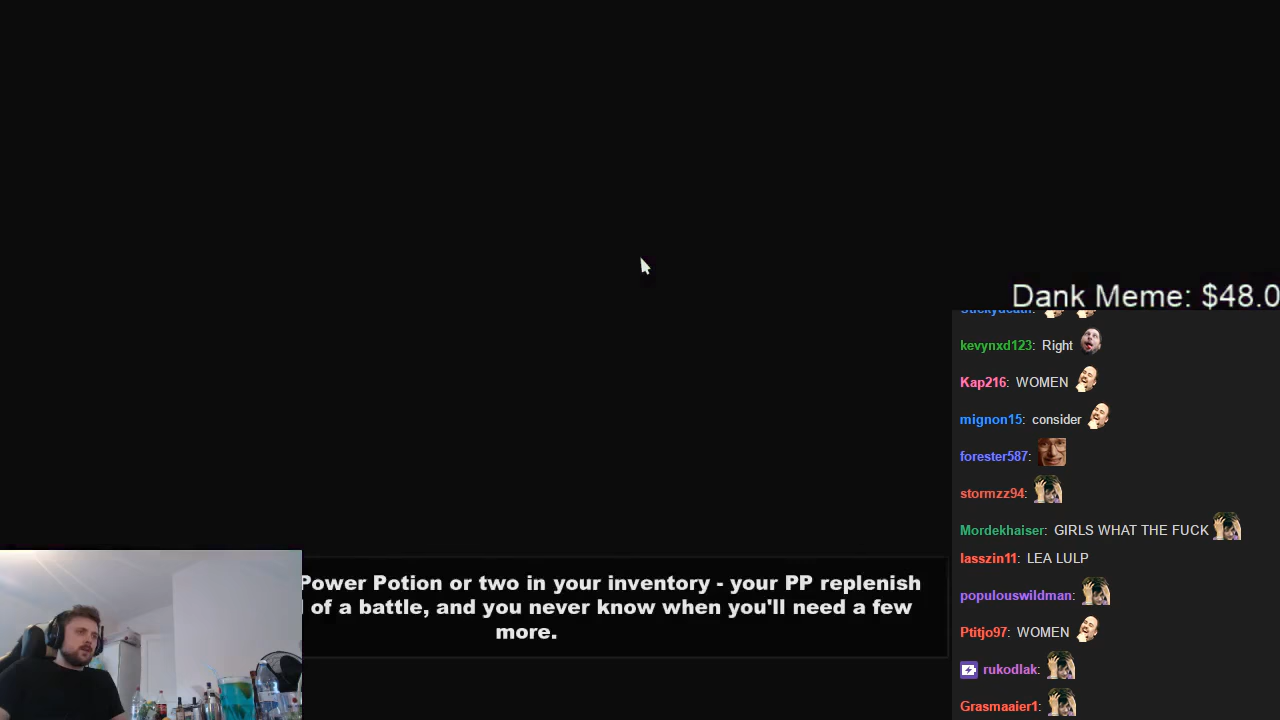 Dank Meme: $48.0
kevynxd123: Right
Kap216: WOMEN
mignon15: consider
forester587:
stormzz94:
Mordekhaiser: GIRLS WHAT THE FUCK
lasszin11: LEA LULP
populouswildman:
Ptitjo97: WOMEN
rukodlak:
Grasmaaier1:
Power Potion or two in your inventory - your PP replenish
of a battle, and you never know when you'll need a few
more.